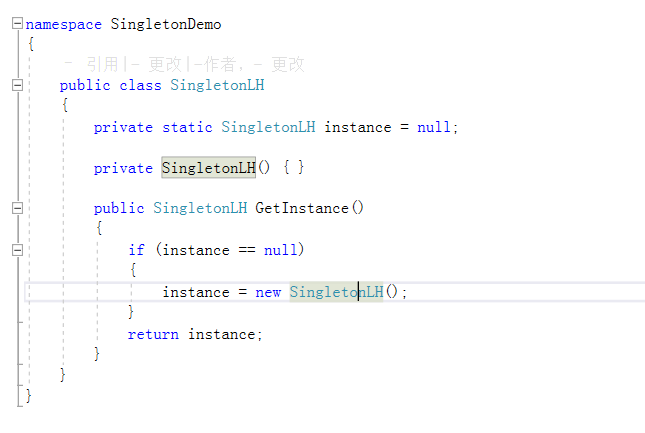 namespace SingletonDemo
{
- 引用|- 更改|-作者, - 更改
public class SingletonLH
{
private static SingletonLH instance = null;
private SingletonLH() { }
public SingletonLH GetInstance()
{
if (instance == null)
{
instance = new SingletonLH();
}
return instance;
}
}
}